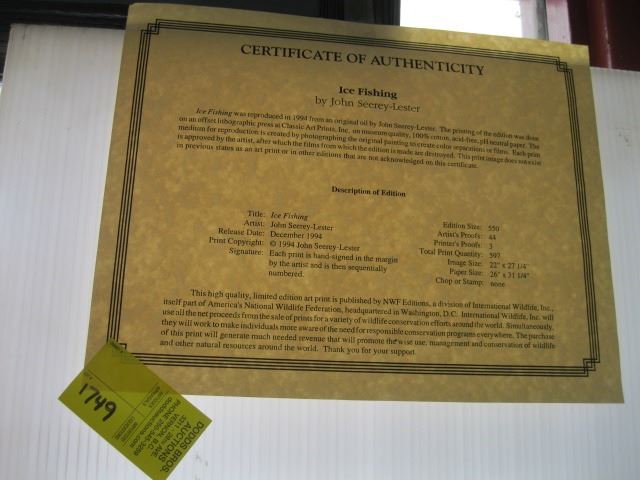 CERTIFICATE OF AUTHENTICITY
Ice Fishing
by John Seerey-Lester
Ice Fishing was reproduced in 1994 from an original oil by John Seerey-Lester. The printing of the edition was done
on an offset lithographic press at Classic Art Prints, Inc. on museum quality, 100% cotton, acid-free, pH neutral paper. The
medium for reproduction is created by photographing the original painting to create color separations or films. Each print
is approved by the artist, after which the films from which the edition is made are destroyed. This print image does not exist
in previous states as an art print or in other editions that are not acknowledged on this certificate.
Description of Edition
Title: Ice Fishing
Artist: John Seerey-Lester
Release Date: December 1994
Print Copyright: © 1994 John Seerey-Lester
Signature: Each print is hand-signed in the margin
by the artist and is then sequentially
numbered.
Edition Size: 550
Artist's Proofs: 44
Printer's Proofs: 3
Total Print Quantity: 597
Image Size: 22" x 27 1/4"
Paper Size: 26" x 31 1/4"
Chop or Stamp: none
This high quality, limited edition art print is published by NWF Editions, a division of International Wildlife, Inc.,
itself part of America's National Wildlife Federation, headquartered in Washington, D.C. International Wildlife, Inc. will
use all the net proceeds from the sale of prints for a variety of wildlife conservation efforts around the world. Simultaneously,
they will work to make individuals more aware of the need for responsible conservation programs everywhere. The purchase
of this print will generate much needed revenue that will promote the wise use, management and conservation of wildlife
and other natural resources around the world. Thank you for your support.
1749
DODDS BROS.
AUCTIONS
VERNON, B.C.
PHONE 250-545-3259
doddsauctions.com